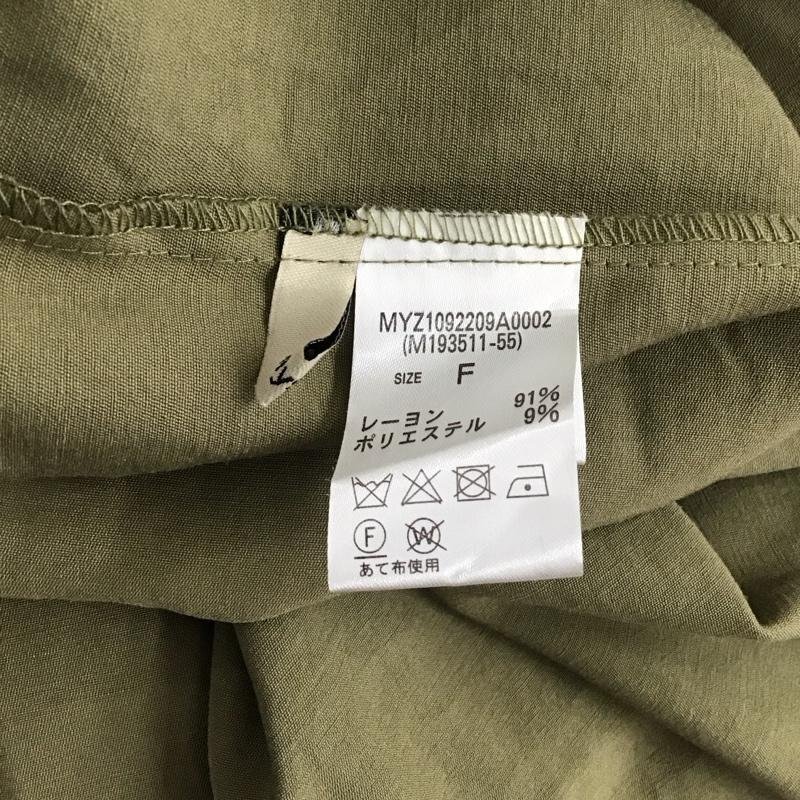 MYZ1092209A0002
(M193511-55)
SIZE F
レーヨン 91%
ポリエステル 9%
F W
あて布使用